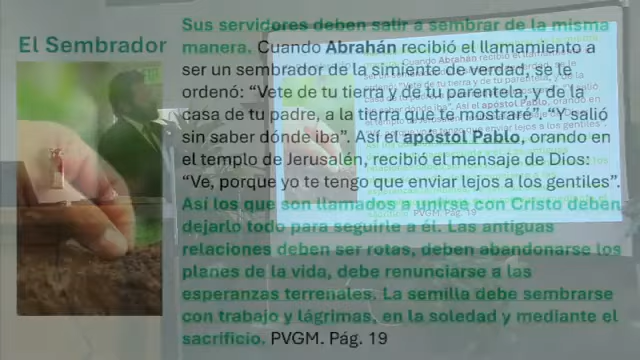 El Sembrador
Sus servidores deben salir a sembrar de la misma
manera. Cuando Abrahán recibió el llamamiento a
ser un sembrador de la simiente de verdad, se le
ordenó: “Vete de tu tierra y de tu parentela, y de la
casa de tu padre, a la tierra que te mostraré”. “Y salió
sin saber dónde iba”. Así el apóstol Pablo, orando en
el templo de Jerusalén, recibió el mensaje de Dios:
“Ve, porque yo te tengo que enviar lejos a los gentiles”.
Así los que son llamados a unirse con Cristo deben
dejarlo todo para seguirle a él. Las antiguas
relaciones deben ser rotas, deben abandonarse los
planes de la vida, debe renunciarse a las
esperanzas terrenales. La semilla debe sembrarse
con trabajo y lágrimas, en la soledad y mediante el
sacrificio. PVGM. Pág. 19